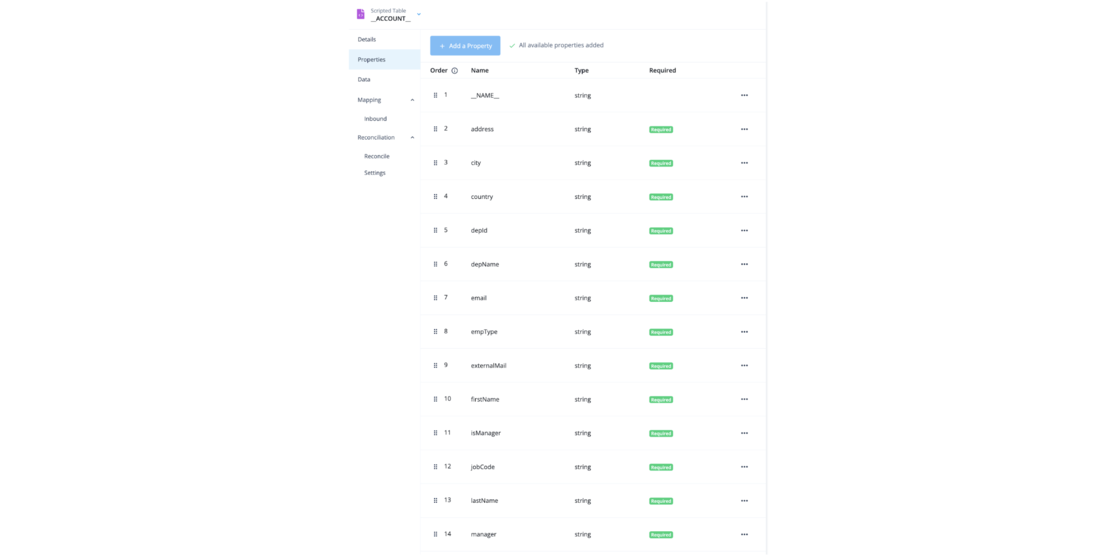 Scripted Table
__ACCOUNT__
Details
Properties
Data
Mapping
Inbound
Reconciliation
Reconcile
Settings
+ Add a Property
All available properties added
Order Name Type Required
1 __NAME__ string
2 address string Required
3 city string Required
4 country string Required
5 depId string Required
6 depName string Required
7 email string Required
8 empType string Required
9 externalMail string Required
10 firstName string Required
11 isManager string Required
12 jobCode string Required
13 lastName string Required
14 manager string Required